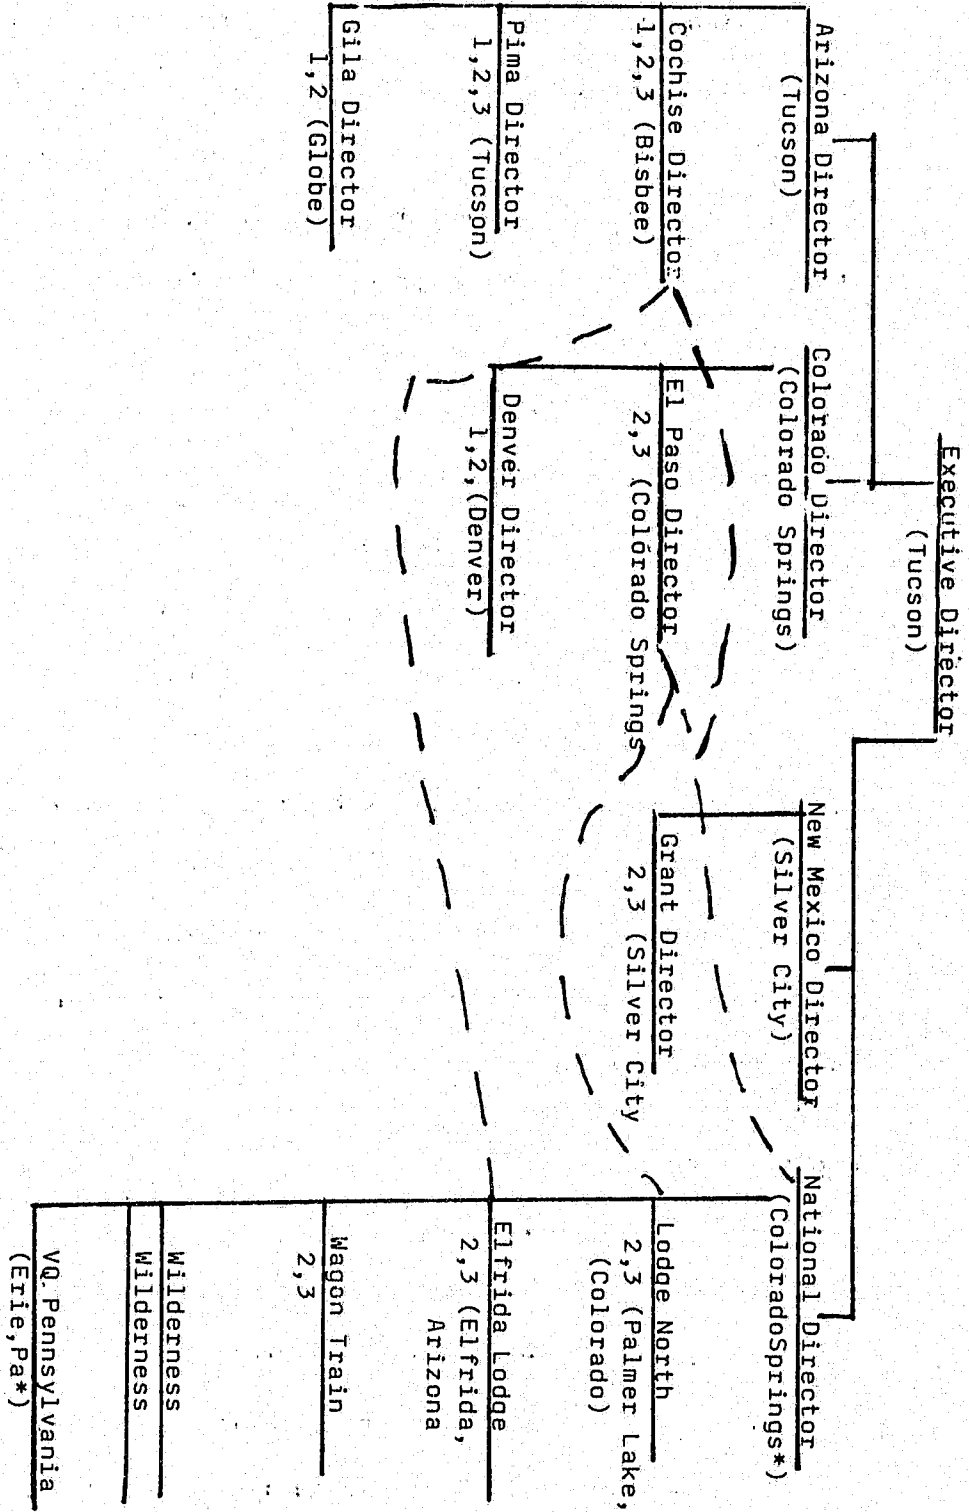 Executive Director
(Tucson)
Arizona Director
(Tucson)
Cochise Director
1,2,3 (Bisbee)
Pima Director
1,2,3 (Tucson)
Gila Director
1,2 (Globe)
Colorado Director
(Colorado Springs)
El Paso Director
2,3 (Colorado Springs
Denver Director
1,2,(Denver)
New Mexico Director
(Silver City)
Grant Director
2,3 (Silver City
National Director
(ColoradoSprings*)
Lodge North
2,3 (Palmer Lake,
(Colorado)
Elfrida Lodge
2,3 (Elfrida,
Arizona
Wagon Train
2,3
Wilderness
Wilderness
VQ Pennsylvania
(Erie,Pa*)